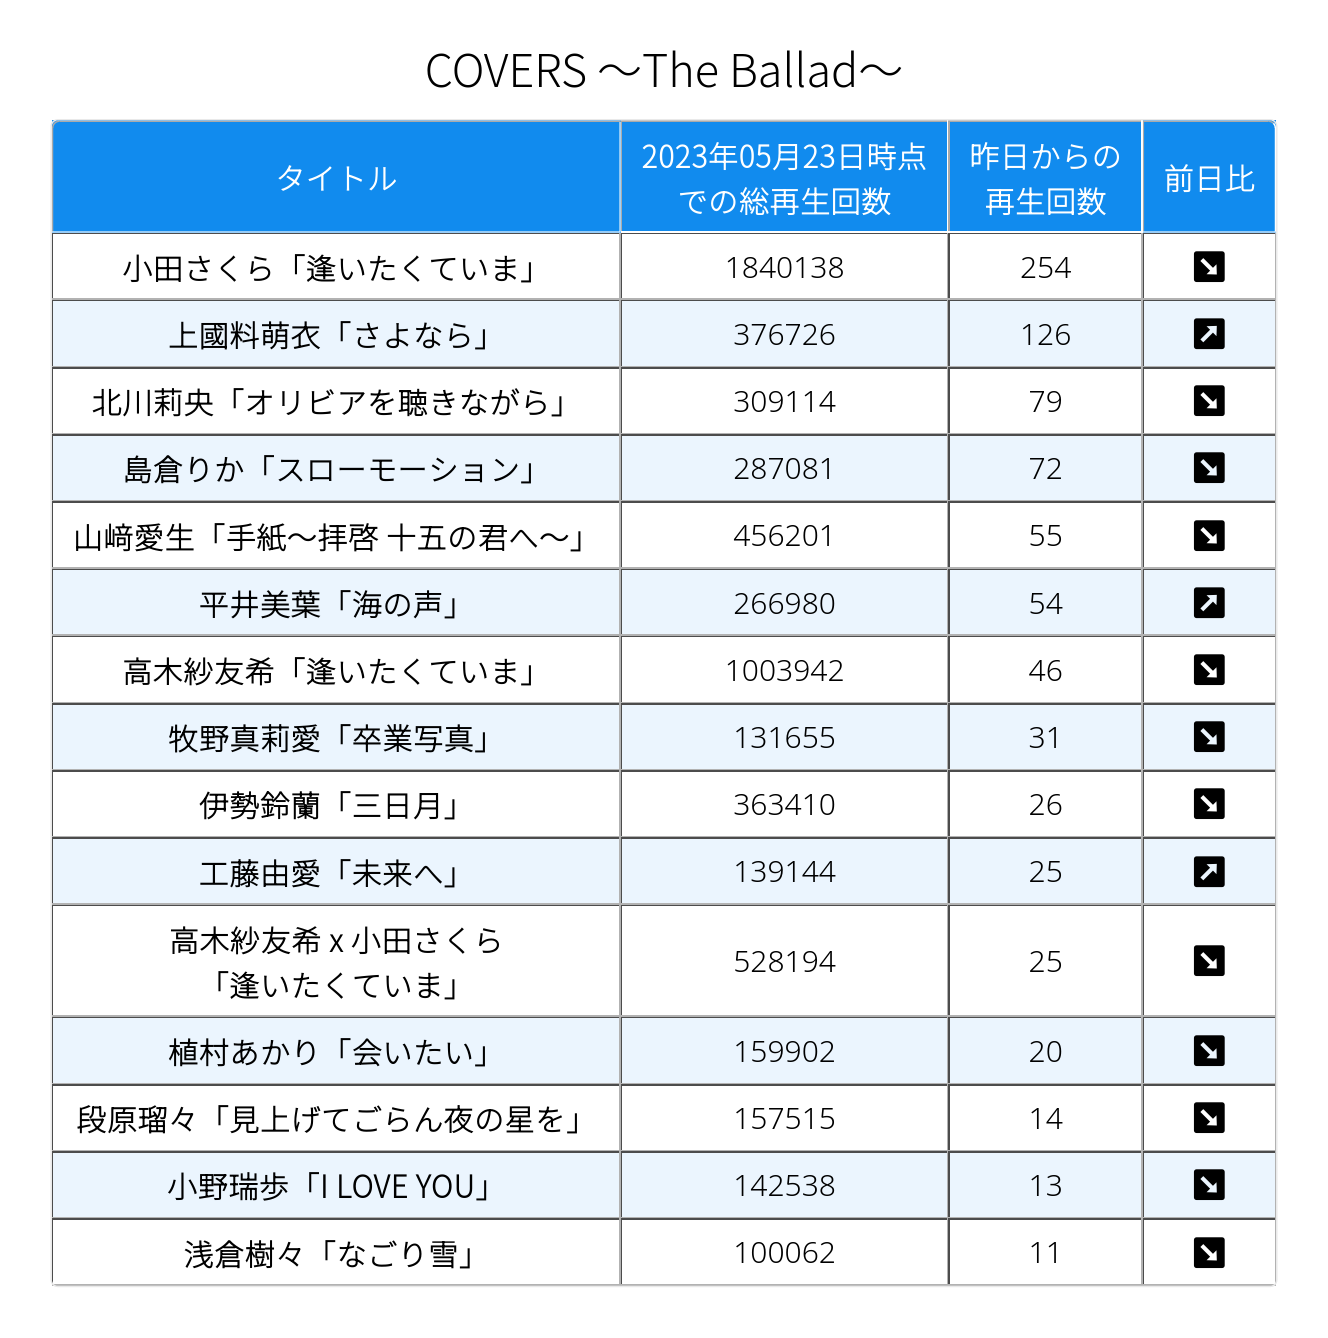 COVERS ～The Ballad～
タイトル
2023年05月23日時点
での総再生回数
昨日からの
再生回数
前日比
小田さくら「逢いたくていま」 1840138 254 ↘
上國料萌衣「さよなら」 376726 126 ↗
北川莉央「オリビアを聴きながら」 309114 79 ↘
島倉りか「スローモーション」 287081 72 ↘
山﨑愛生「手紙～拝啓 十五の君へ～」 456201 55 ↘
平井美葉「海の声」 266980 54 ↗
高木紗友希「逢いたくていま」 1003942 46 ↘
牧野真莉愛「卒業写真」 131655 31 ↘
伊勢鈴蘭「三日月」 363410 26 ↘
工藤由愛「未来へ」 139144 25 ↗
高木紗友希 x 小田さくら
「逢いたくていま」 528194 25 ↘
植村あかり「会いたい」 159902 20 ↘
段原瑠々「見上げてごらん夜の星を」 157515 14 ↘
小野瑞歩「I LOVE YOU」 142538 13 ↘
浅倉樹々「なごり雪」 100062 11 ↘